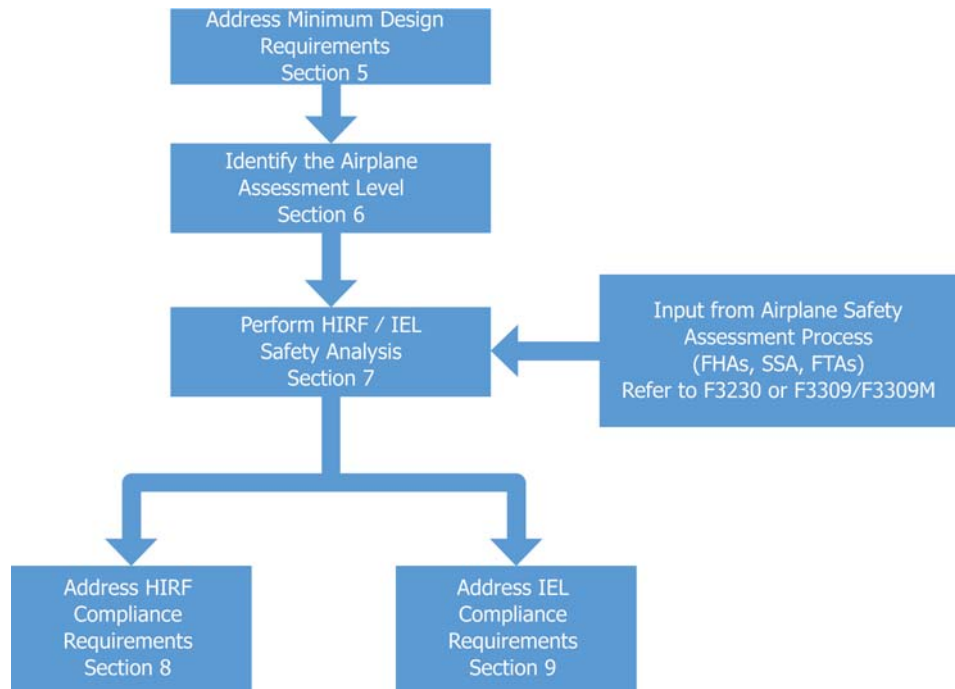 Address Minimum Design
Requirements
Section 5
Identify the Airplane
Assessment Level
Section 6
Perform HIRF / IEL
Safety Analysis
Section 7
Input from Airplane Safety
Assessment Process
(FHAs, SSA, FTAs)
Refer to F3230 or F3309/F3309M
Address HIRF
Compliance
Requirements
Section 8
Address IEL
Compliance
Requirements
Section 9